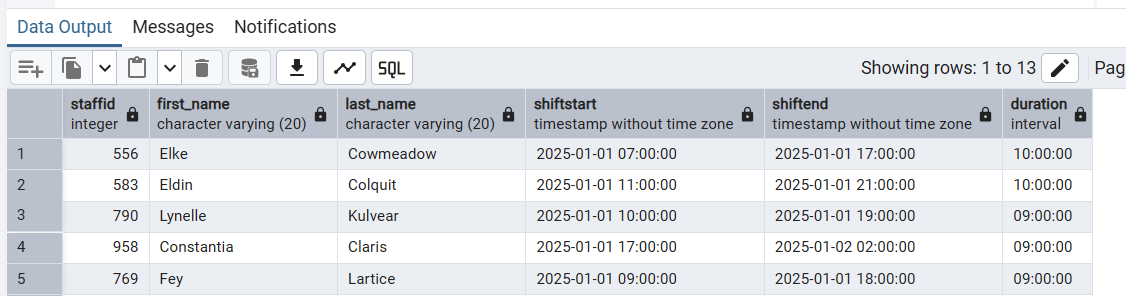 Data Output Messages Notifications
SQL Showing rows: 1 to 13 Pag
staffid first_name last_name shiftstart shiftend duration
integer character varying (20) character varying (20) timestamp without time zone timestamp without time zone interval
1 556 Elke Cowmeadow 2025-01-01 07:00:00 2025-01-01 17:00:00 10:00:00
2 583 Eldin Colquit 2025-01-01 11:00:00 2025-01-01 21:00:00 10:00:00
3 790 Lynelle Kulvear 2025-01-01 10:00:00 2025-01-01 19:00:00 09:00:00
4 958 Constantia Claris 2025-01-01 17:00:00 2025-01-02 02:00:00 09:00:00
5 769 Fey Lartice 2025-01-01 09:00:00 2025-01-01 18:00:00 09:00:00